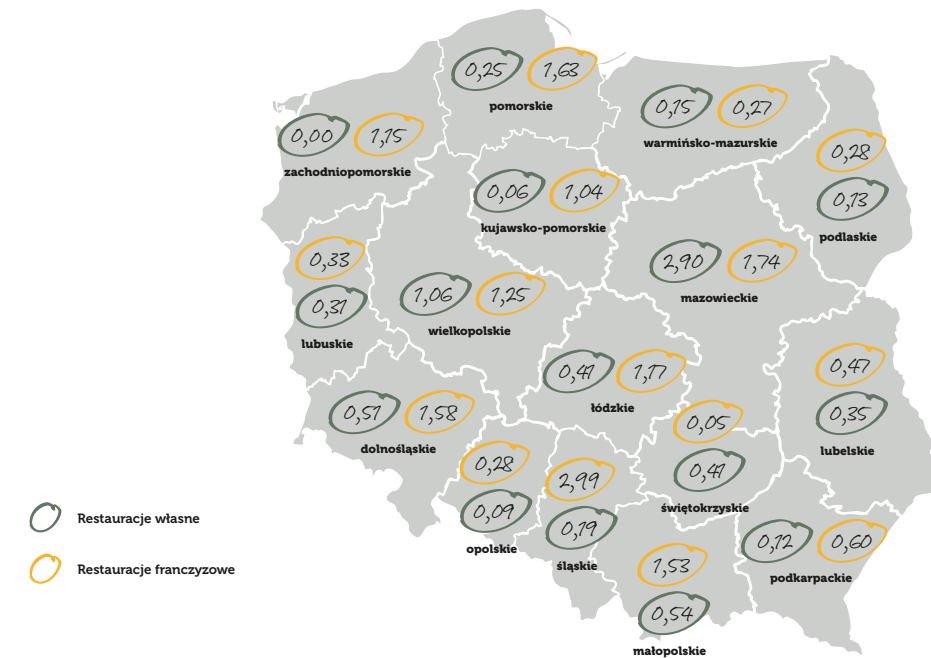 0,25 1,63
pomorskie
0,15 0,27
warmińsko-mazurskie
0,00 1,15
zachodniopomorskie
0,28
0,13
podlaskie
0,06 1,04
kujawsko-pomorskie
2,90 1,74
mazowieckie
0,33
0,31
lubuskie
1,06 1,25
wielkopolskie
0,41 1,17
łódzkie
0,47
0,35
lubelskie
0,51 1,58
dolnośląskie
0,05
0,41
świętokrzyskie
0,28
0,09
opolskie
2,99
0,19
śląskie
0,12 0,60
podkarpackie
1,53
0,54
małopolskie
Restauracje własne
Restauracje franczyzowe